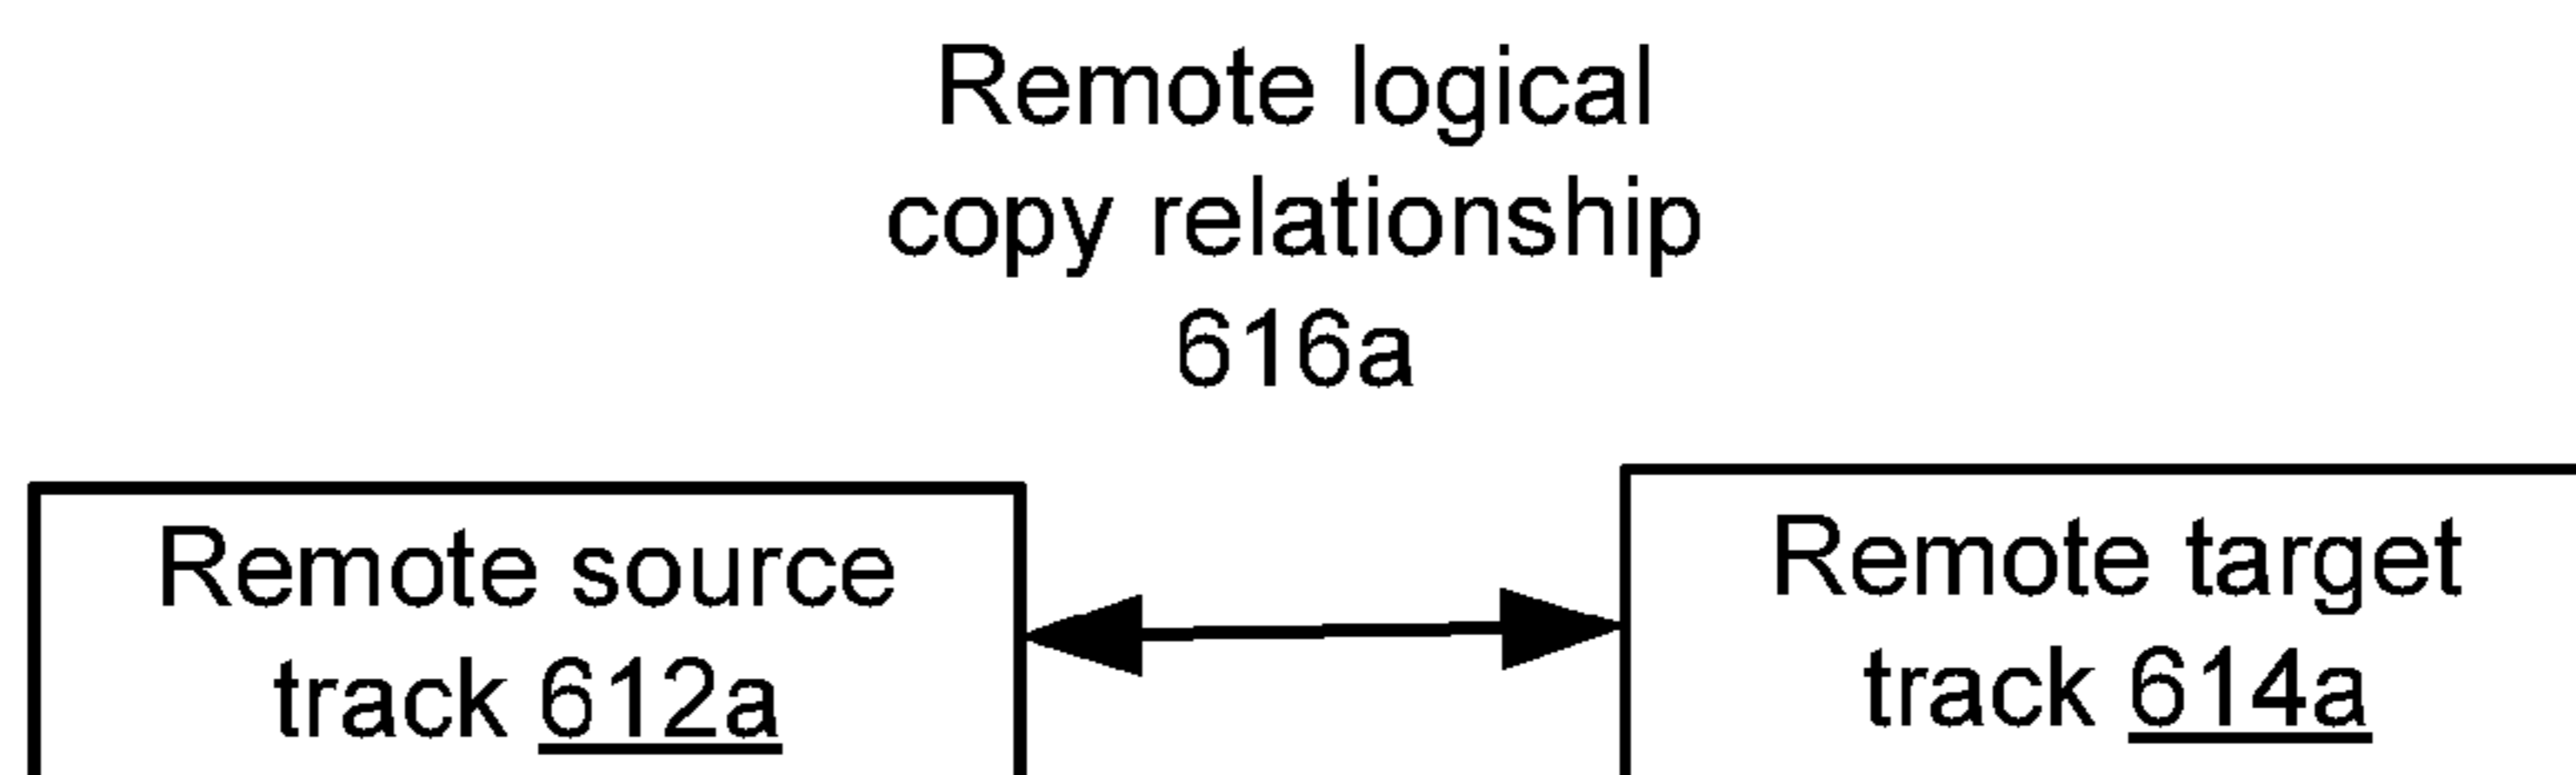 Remote logical
copy relationship
616a
Remote source
track 612a
Remote target
track 614a